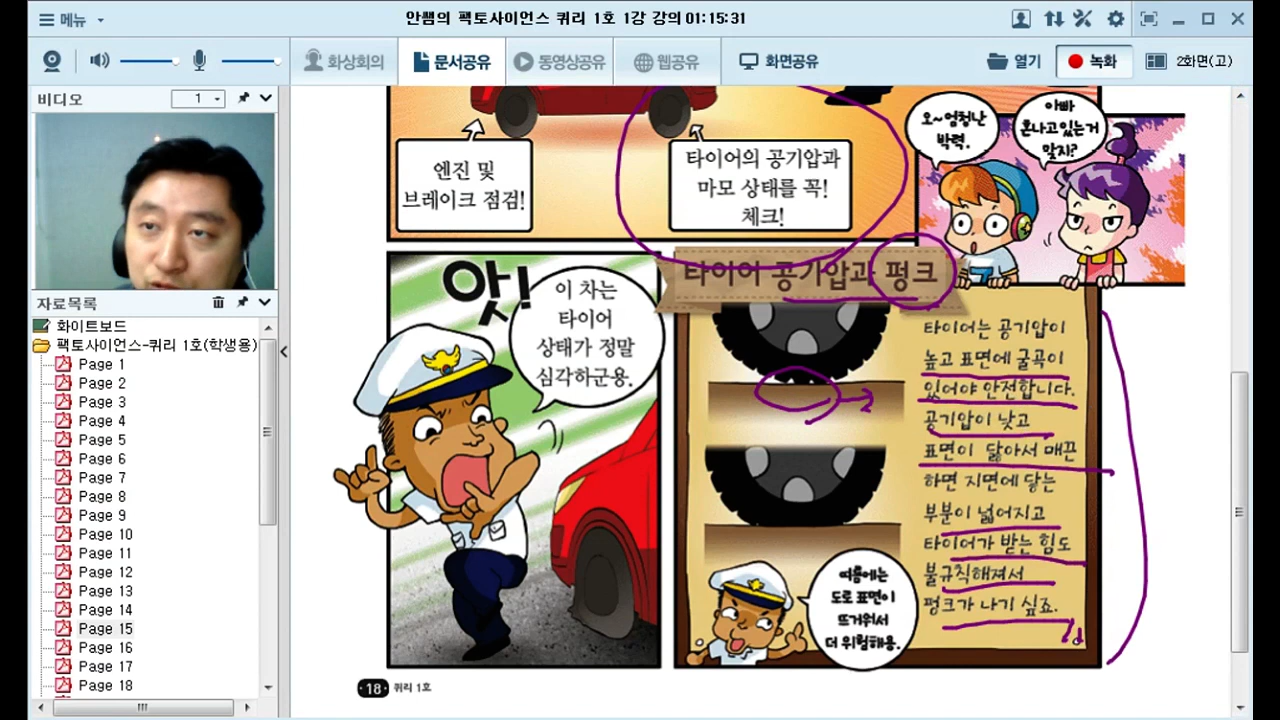 메뉴
안쌤의 팩토사이언스 퀴리 1호 1강 강의01:15:31
화상회의
문서공유
동영상공유
웹공유
화면공유
열기
녹화
2화면(고)
비디오
1
자료목록
화이트보드
팩토사이언스-퀴리 1호(학생용)
Page 1
Page 2
Page 3
Page 4
Page 5
Page 6
Page 7
Page 8
Page 9
Page 10
Page 11
Page 12
Page 13
Page 14
Page 15
Page 16
Page 17
Page 18
엔진 및
브레이크 점검!
타이어의 공기압과
마모 상태를 꼭!
체크!
오~엄청난
박력.
아빠
혼나고있는거
맞지?
앗!
이 차는
타이어
상태가 정말
심각하군용.
타이어 공기압과 펑크
타이어는 공기압이
높고 표면에 굴곡이
있어야 안전합니다.
공기압이 낮고
표면이 닳아서 매끈
하면 지면에 닿는
부분이 넓어지고
타이어가 받는 힘도
불규칙해져서
펑크가 나기 쉽죠.
여름에는
도로 표면이
뜨거워서
더 위험해용.
18 퀴리 1호